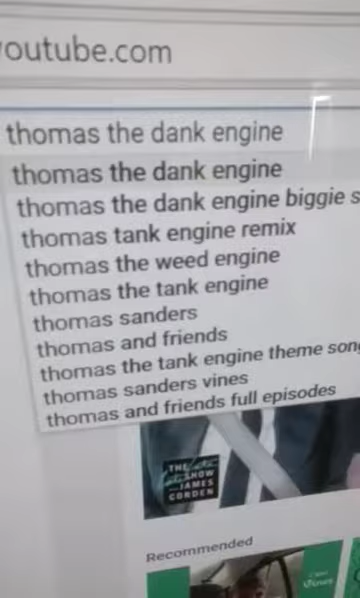 youtube.com
thomas the dank engine
thomas the dank engine
thomas the dank engine biggie s
thomas tank engine remix
thomas the weed engine
thomas the tank engine
thomas sanders
thomas and friends
thomas the tank engine theme song
thomas sanders vines
thomas and friends full episodes
THE Late Late
SHOW
JAMES
CORDEN
Recommended